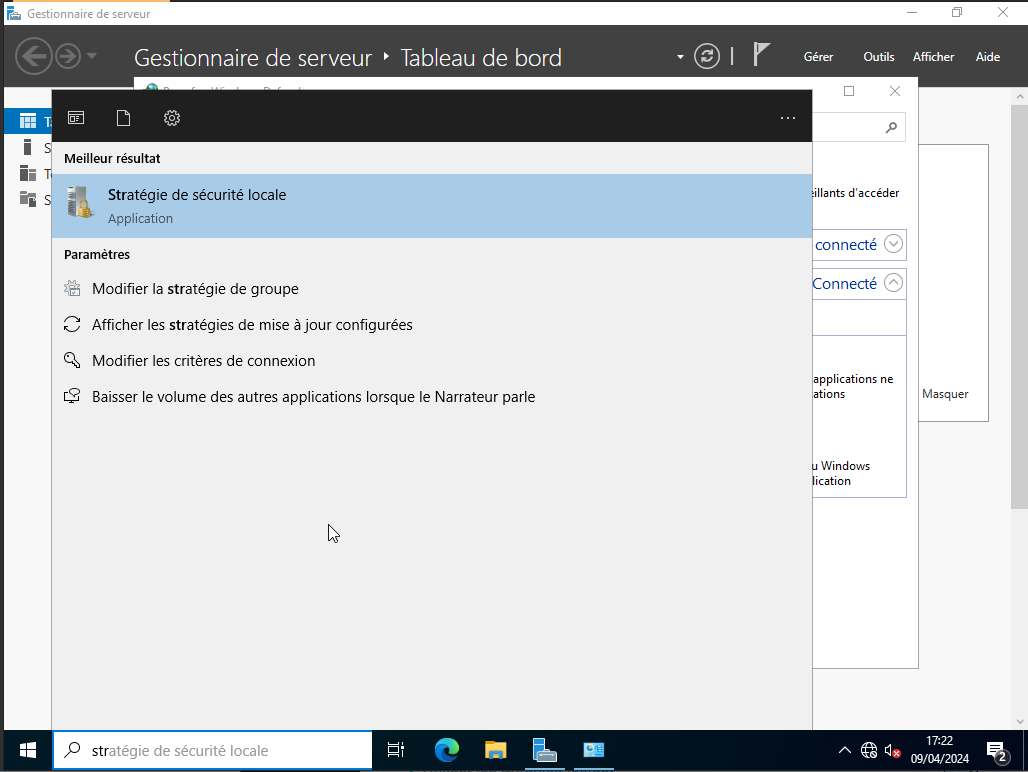 Gestionnaire de serveur
Gestionnaire de serveur
Tableau de bord
Gérer
Outils
Afficher
Aide
Meilleur résultat
Stratégie de sécurité locale
Application
Paramètres
Modifier la stratégie de groupe
Afficher les stratégies de mise à jour configurées
Modifier les critères de connexion
Baisser le volume des autres applications lorsque le Narrateur parle
eillants d'accéder
connecté
Connecté
applications ne
ations
Masquer
u Windows
lication
stratégie de sécurité locale
17:22
09/04/2024
2